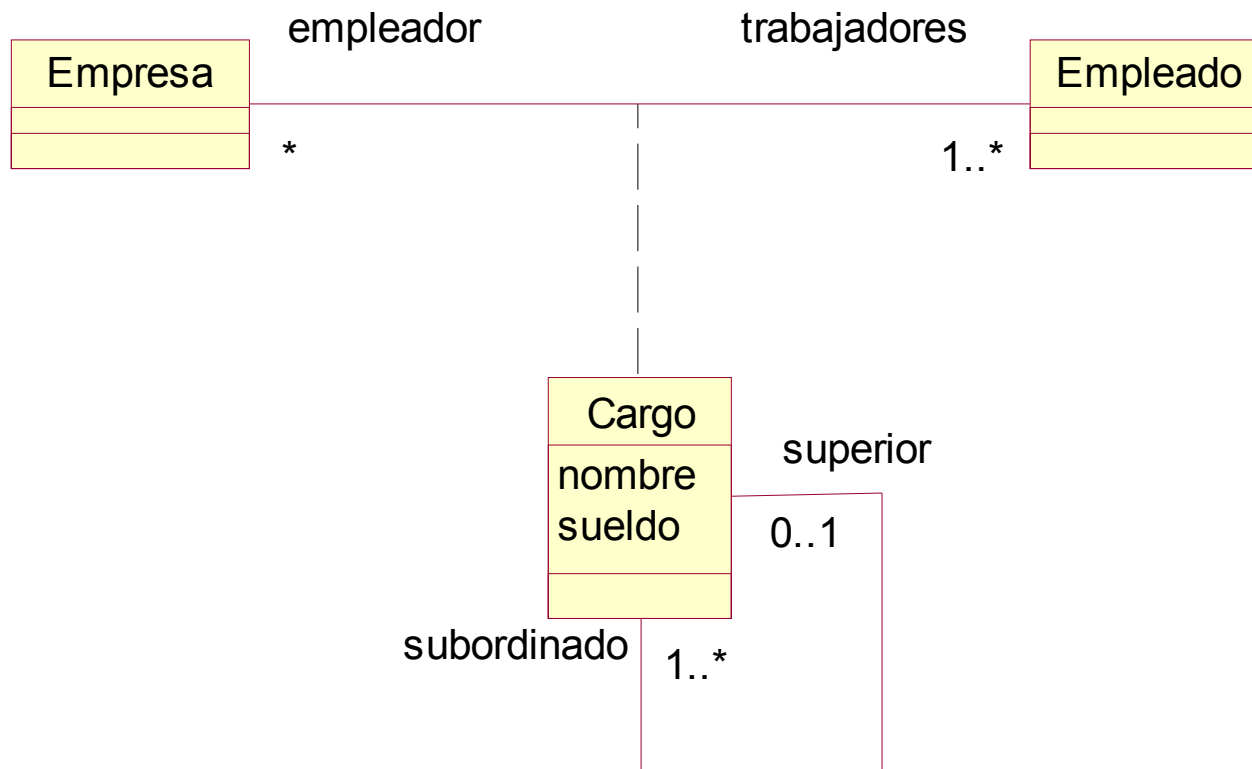 empleador
trabajadores
Empresa
Empleado
*
1..*
Cargo
nombre
sueldo
superior
0..1
subordinado
1..*